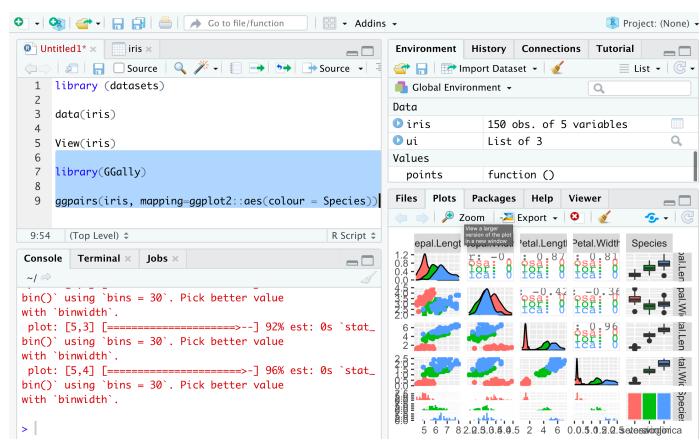 Go to file/function
Addins
Project: (None)
Untitled1*
iris
Source
Source
1 library (datasets)
2
3 data(iris)
4
5 View(iris)
6
7 library(GGally)
8
9 ggpairs(iris, mapping=ggplot2::aes(colour = Species))
9:54 (Top Level) R Script
Console Terminal Jobs
~/
bin()` using `bins = 30`. Pick better value
with `binwidth`.
plot: [5,3] [=====================>--] 92% est: 0s `stat_
bin()` using `bins = 30`. Pick better value
with `binwidth`.
plot: [5,4] [======================>-] 96% est: 0s `stat_
bin()` using `bins = 30`. Pick better value
with `binwidth`.
>
Environment History Connections Tutorial
Import Dataset List
Global Environment
Data
iris 150 obs. of 5 variables
ui List of 3
Values
points function ()
Files Plots Packages Help Viewer
Zoom Export
View a larger
version of the plot
in a new window
epal.Lengt Petal.Lengt Petal.Width Species